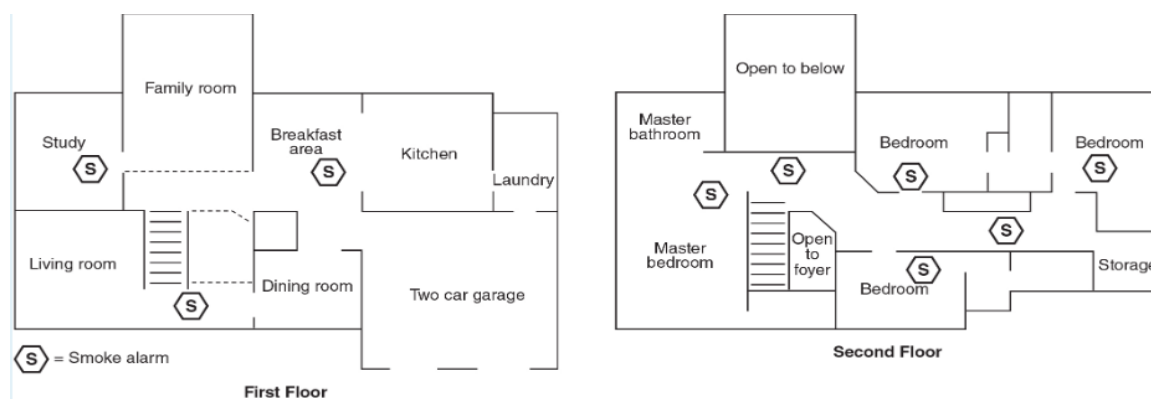 Family room
Study
S
Breakfast
area
S
Kitchen
Laundry
Living room
S
Dining room
Two car garage
S = Smoke alarm
First Floor
Open to below
Master
bathroom
Bedroom
Bedroom
S
S
S
S
Master
bedroom
Open
to
foyer
S
S
Bedroom
Storage
Second Floor